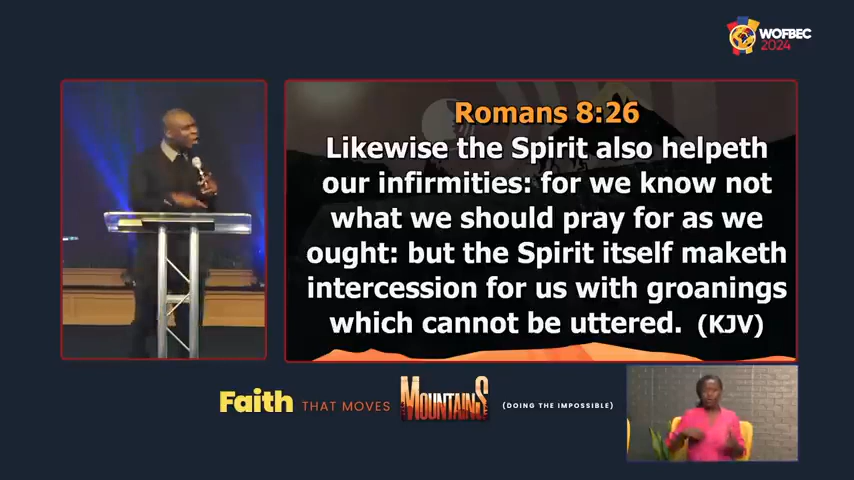 WOFBEC
2024
Romans 8:26
Likewise the Spirit also helpeth
our infirmities: for we know not
what we should pray for as we
ought: but the Spirit itself maketh
intercession for us with groanings
which cannot be uttered. (KJV)
Faith THAT MOVES MOUNTAINS (DOING THE IMPOSSIBLE)